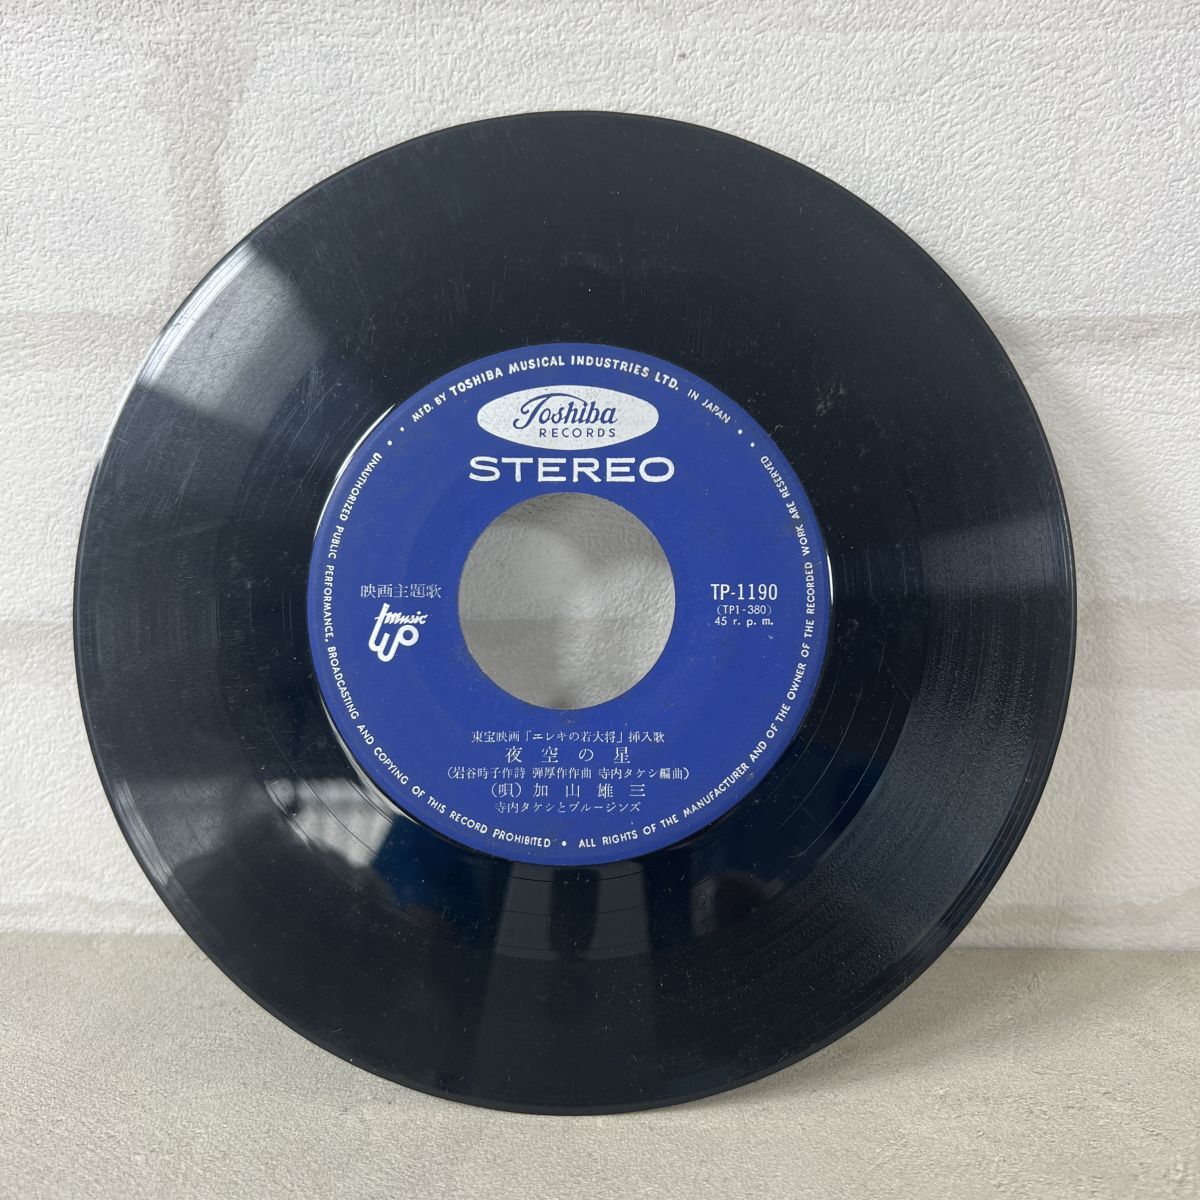 MFD. BY TOSHIBA MUSICAL INDUSTRIES LTD. IN JAPAN
Toshiba
RECORDS
STEREO
映画主題歌
music
TP-1190
(TP1-380)
45 r. p. m.
東宝映画「エレキの若大将」挿入歌
夜空の星
(岩谷時子作詩 弾厚作作曲 寺内タケシ編曲)
(唄) 加山雄三
寺内タケシとブルージンズ
UNAUTHORIZED PUBLIC PERFORMANCE, BROADCASTING AND COPYING OF THIS RECORD PROHIBITED • ALL RIGHTS OF THE MANUFACTURER AND OF THE OWNER OF THE RECORDED WORK ARE RESERVED